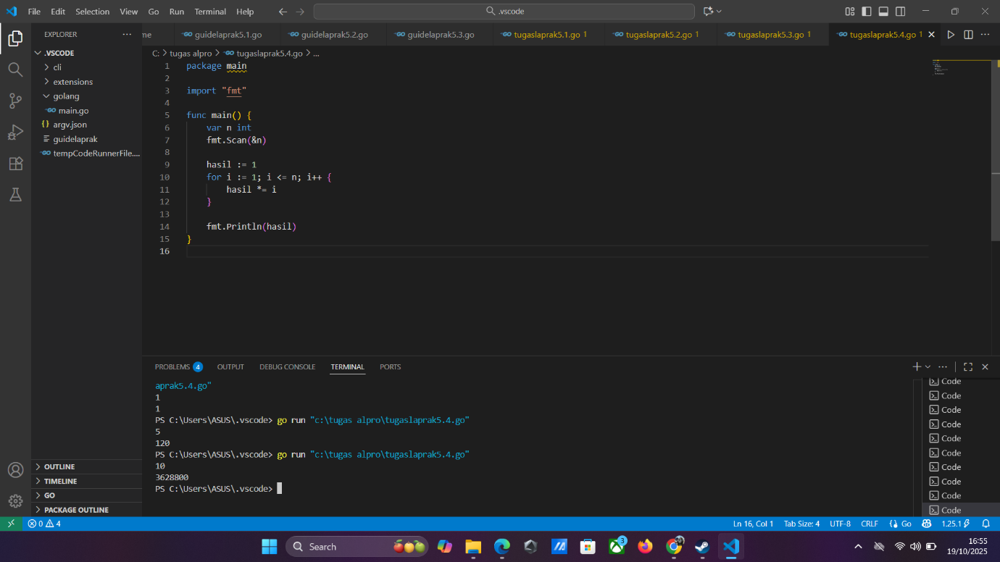 File Edit Selection View Go Run Terminal Help
.vscode
EXPLORER
me
guidelaprak5.1.go
guidelaprak5.2.go
guidelaprak5.3.go
tugaslaprak5.1.go 1
tugaslaprak5.2.go 1
tugaslaprak5.3.go 1
tugaslaprak5.4.go 1
C: > tugas alpro > tugaslaprak5.4.go > ...
.VSCODE
cli
extensions
golang
main.go
argv.json
guidelaprak
tempCodeRunnerFile....
OUTLINE
TIMELINE
GO
PACKAGE OUTLINE
1 package main
2
3 import "fmt"
4
5 func main() {
6 var n int
7 fmt.Scan(&n)
8
9 hasil := 1
10 for i := 1; i <= n; i++ {
11 hasil *= i
12 }
13
14 fmt.Println(hasil)
15 }
16
PROBLEMS 4 OUTPUT DEBUG CONSOLE TERMINAL PORTS
aprak5.4.go"
1
1
PS C:\Users\ASUS\.vscode> go run "c:\tugas alpro\tugaslaprak5.4.go"
5
120
PS C:\Users\ASUS\.vscode> go run "c:\tugas alpro\tugaslaprak5.4.go"
10
3628800
PS C:\Users\ASUS\.vscode>
Code
Code
Code
Code
Code
Code
Code
Code
Code
Code
0 4
Ln 16, Col 1 Tab Size: 4 UTF-8 CRLF Go 1.25.1
Search
3
16:55
19/10/2025